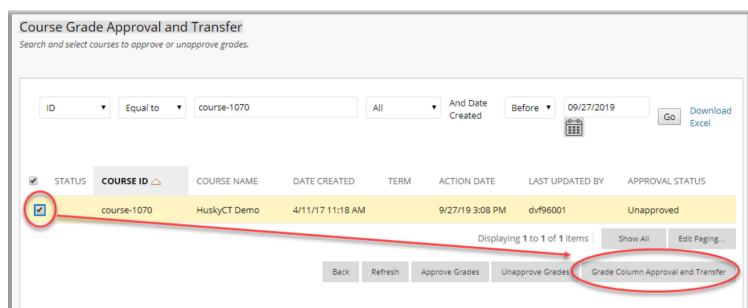 Course Grade Approval and Transfer
Search and select courses to approve or unapprove grades.
ID Equal to course-1070 All And Date Created Before 09/27/2019 Go Download Excel
STATUS COURSE ID COURSE NAME DATE CREATED TERM ACTION DATE LAST UPDATED BY APPROVAL STATUS
course-1070 HuskyCT Demo 4/11/17 11:18 AM 9/27/19 3:08 PM dvf96001 Unapproved
Displaying 1 to 1 of 1 items Show All Edit Paging...
Back Refresh Approve Grades Unapprove Grades Grade Column Approval and Transfer